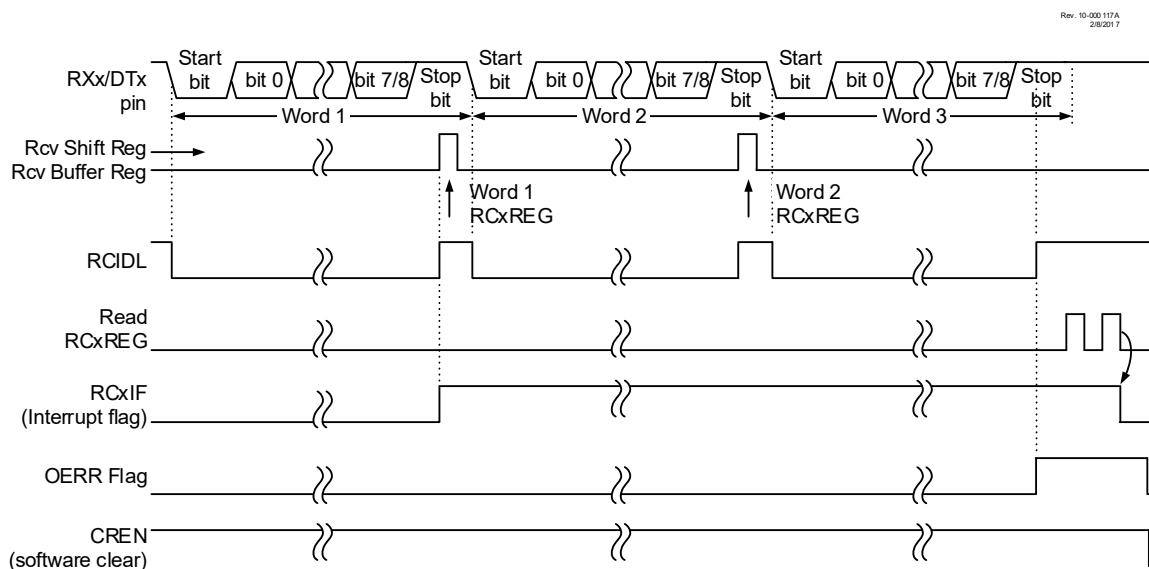 Rev. 10-000 117A
2/8/2017
RXx/DTx
pin
Start
bit
bit 0
bit 7/8
Stop
bit
Start
bit
bit 0
bit 7/8
Stop
bit
Start
bit
bit 0
bit 7/8
Stop
bit
Word 1
Word 2
Word 3
Rcv Shift Reg
Rcv Buffer Reg
Word 1
RCxREG
Word 2
RCxREG
RCIDL
Read
RCxREG
RCxIF
(Interrupt flag)
OERR Flag
CREN
(software clear)